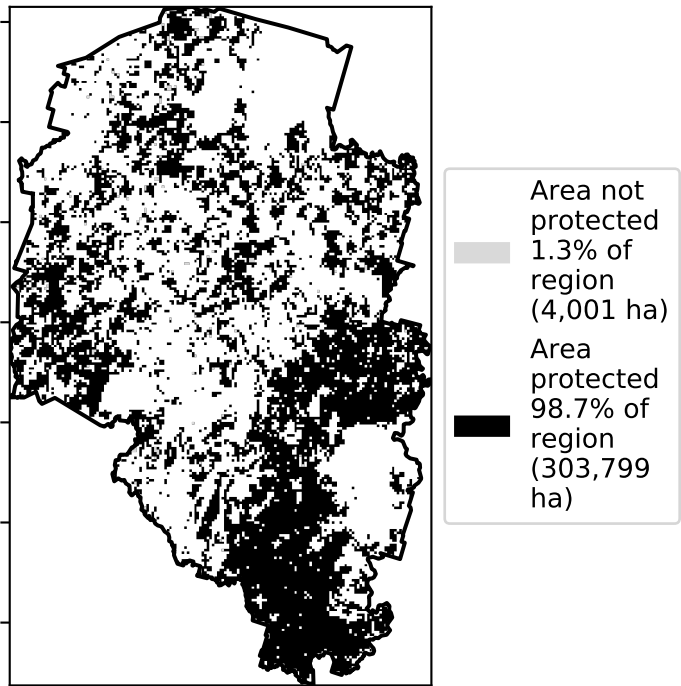 Area not
protected
1.3% of
region
(4,001 ha)
Area
protected
98.7% of
region
(303,799
ha)